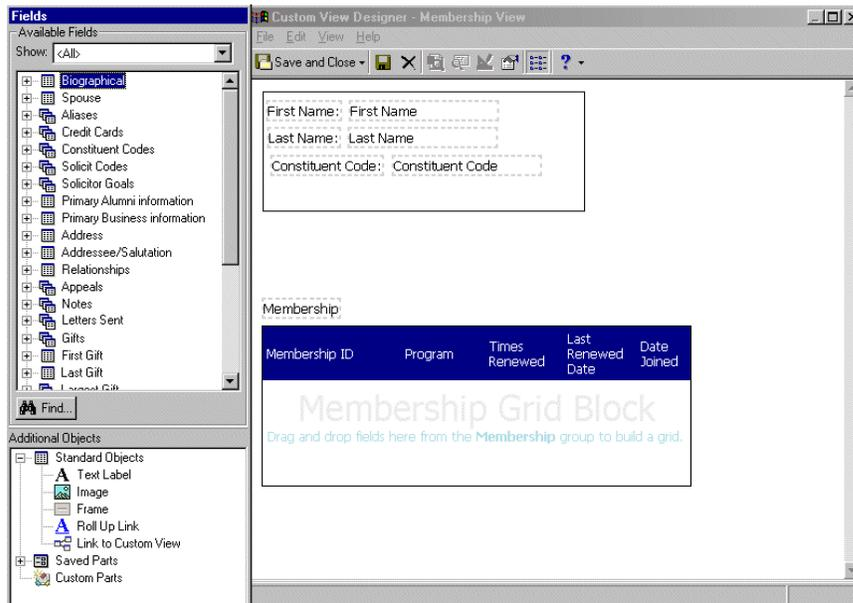 Fields
Available Fields
Show: <All>
Biographical
Spouse
Aliases
Credit Cards
Constituent Codes
Solicit Codes
Solicitor Goals
Primary Alumni information
Primary Business information
Address
Addressee/Salutation
Relationships
Appeals
Notes
Letters Sent
Gifts
First Gift
Last Gift
Largest Gift
Find...
Additional Objects
Standard Objects
A Text Label
Image
Frame
A Roll Up Link
Link to Custom View
Saved Parts
Custom Parts
Custom View Designer - Membership View
File Edit View Help
Save and Close ?
First Name: First Name
Last Name: Last Name
Constituent Code: Constituent Code
Membership
Membership ID Program Times Renewed Last Renewed Date Date Joined
Membership Grid Block
Drag and drop fields here from the Membership group to build a grid.